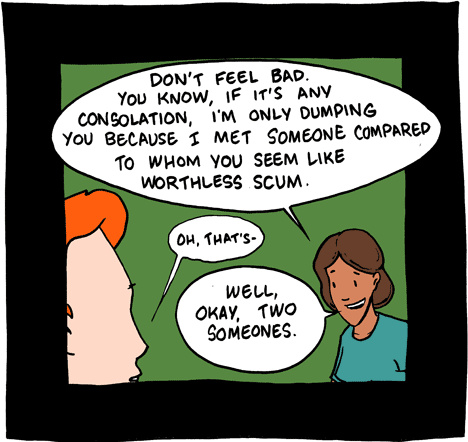 DON'T FEEL BAD.
YOU KNOW, IF IT'S ANY
CONSOLATION, I'M ONLY DUMPING
YOU BECAUSE I MET SOMEONE COMPARED
TO WHOM YOU SEEM LIKE
WORTHLESS SCUM.
OH, THAT'S-
WELL,
OKAY, TWO
SOMEONES.